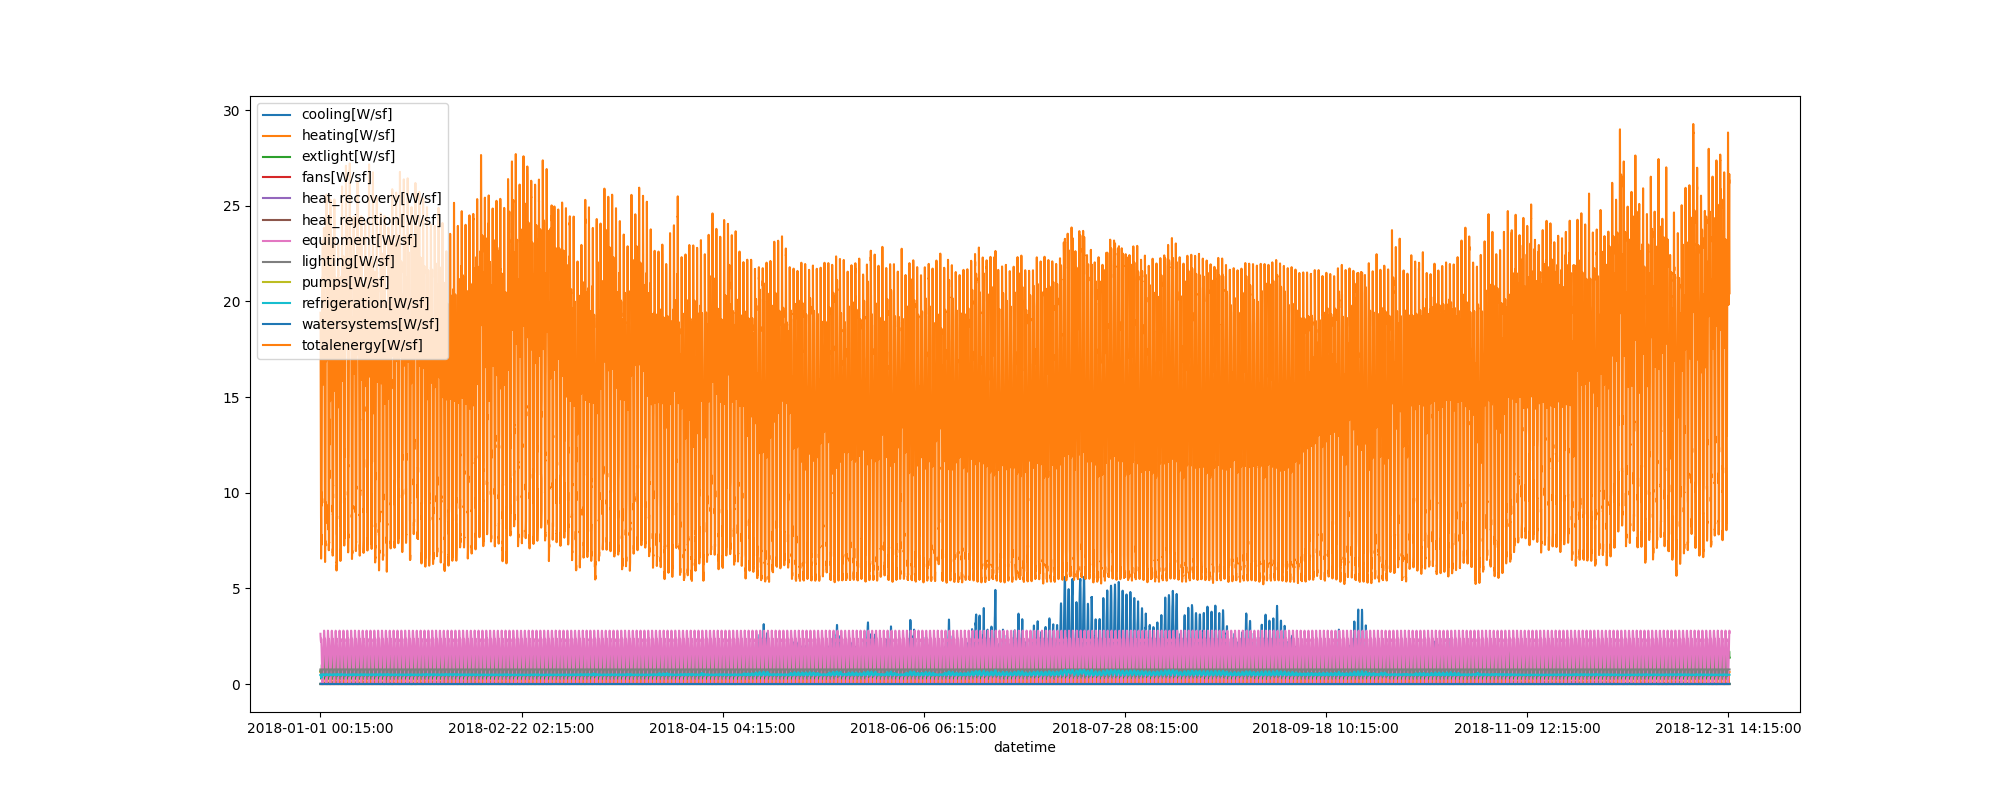 30
25
20
15
10
5
0
cooling[W/sf]
heating[W/sf]
extlight[W/sf]
fans[W/sf]
heat_recovery[W/sf]
heat_rejection[W/sf]
equipment[W/sf]
lighting[W/sf]
pumps[W/sf]
refrigeration[W/sf]
watersystems[W/sf]
totalenergy[W/sf]
2018-01-01 00:15:00 2018-02-22 02:15:00 2018-04-15 04:15:00 2018-06-06 06:15:00 2018-07-28 08:15:00 2018-09-18 10:15:00 2018-11-09 12:15:00 2018-12-31 14:15:00
datetime